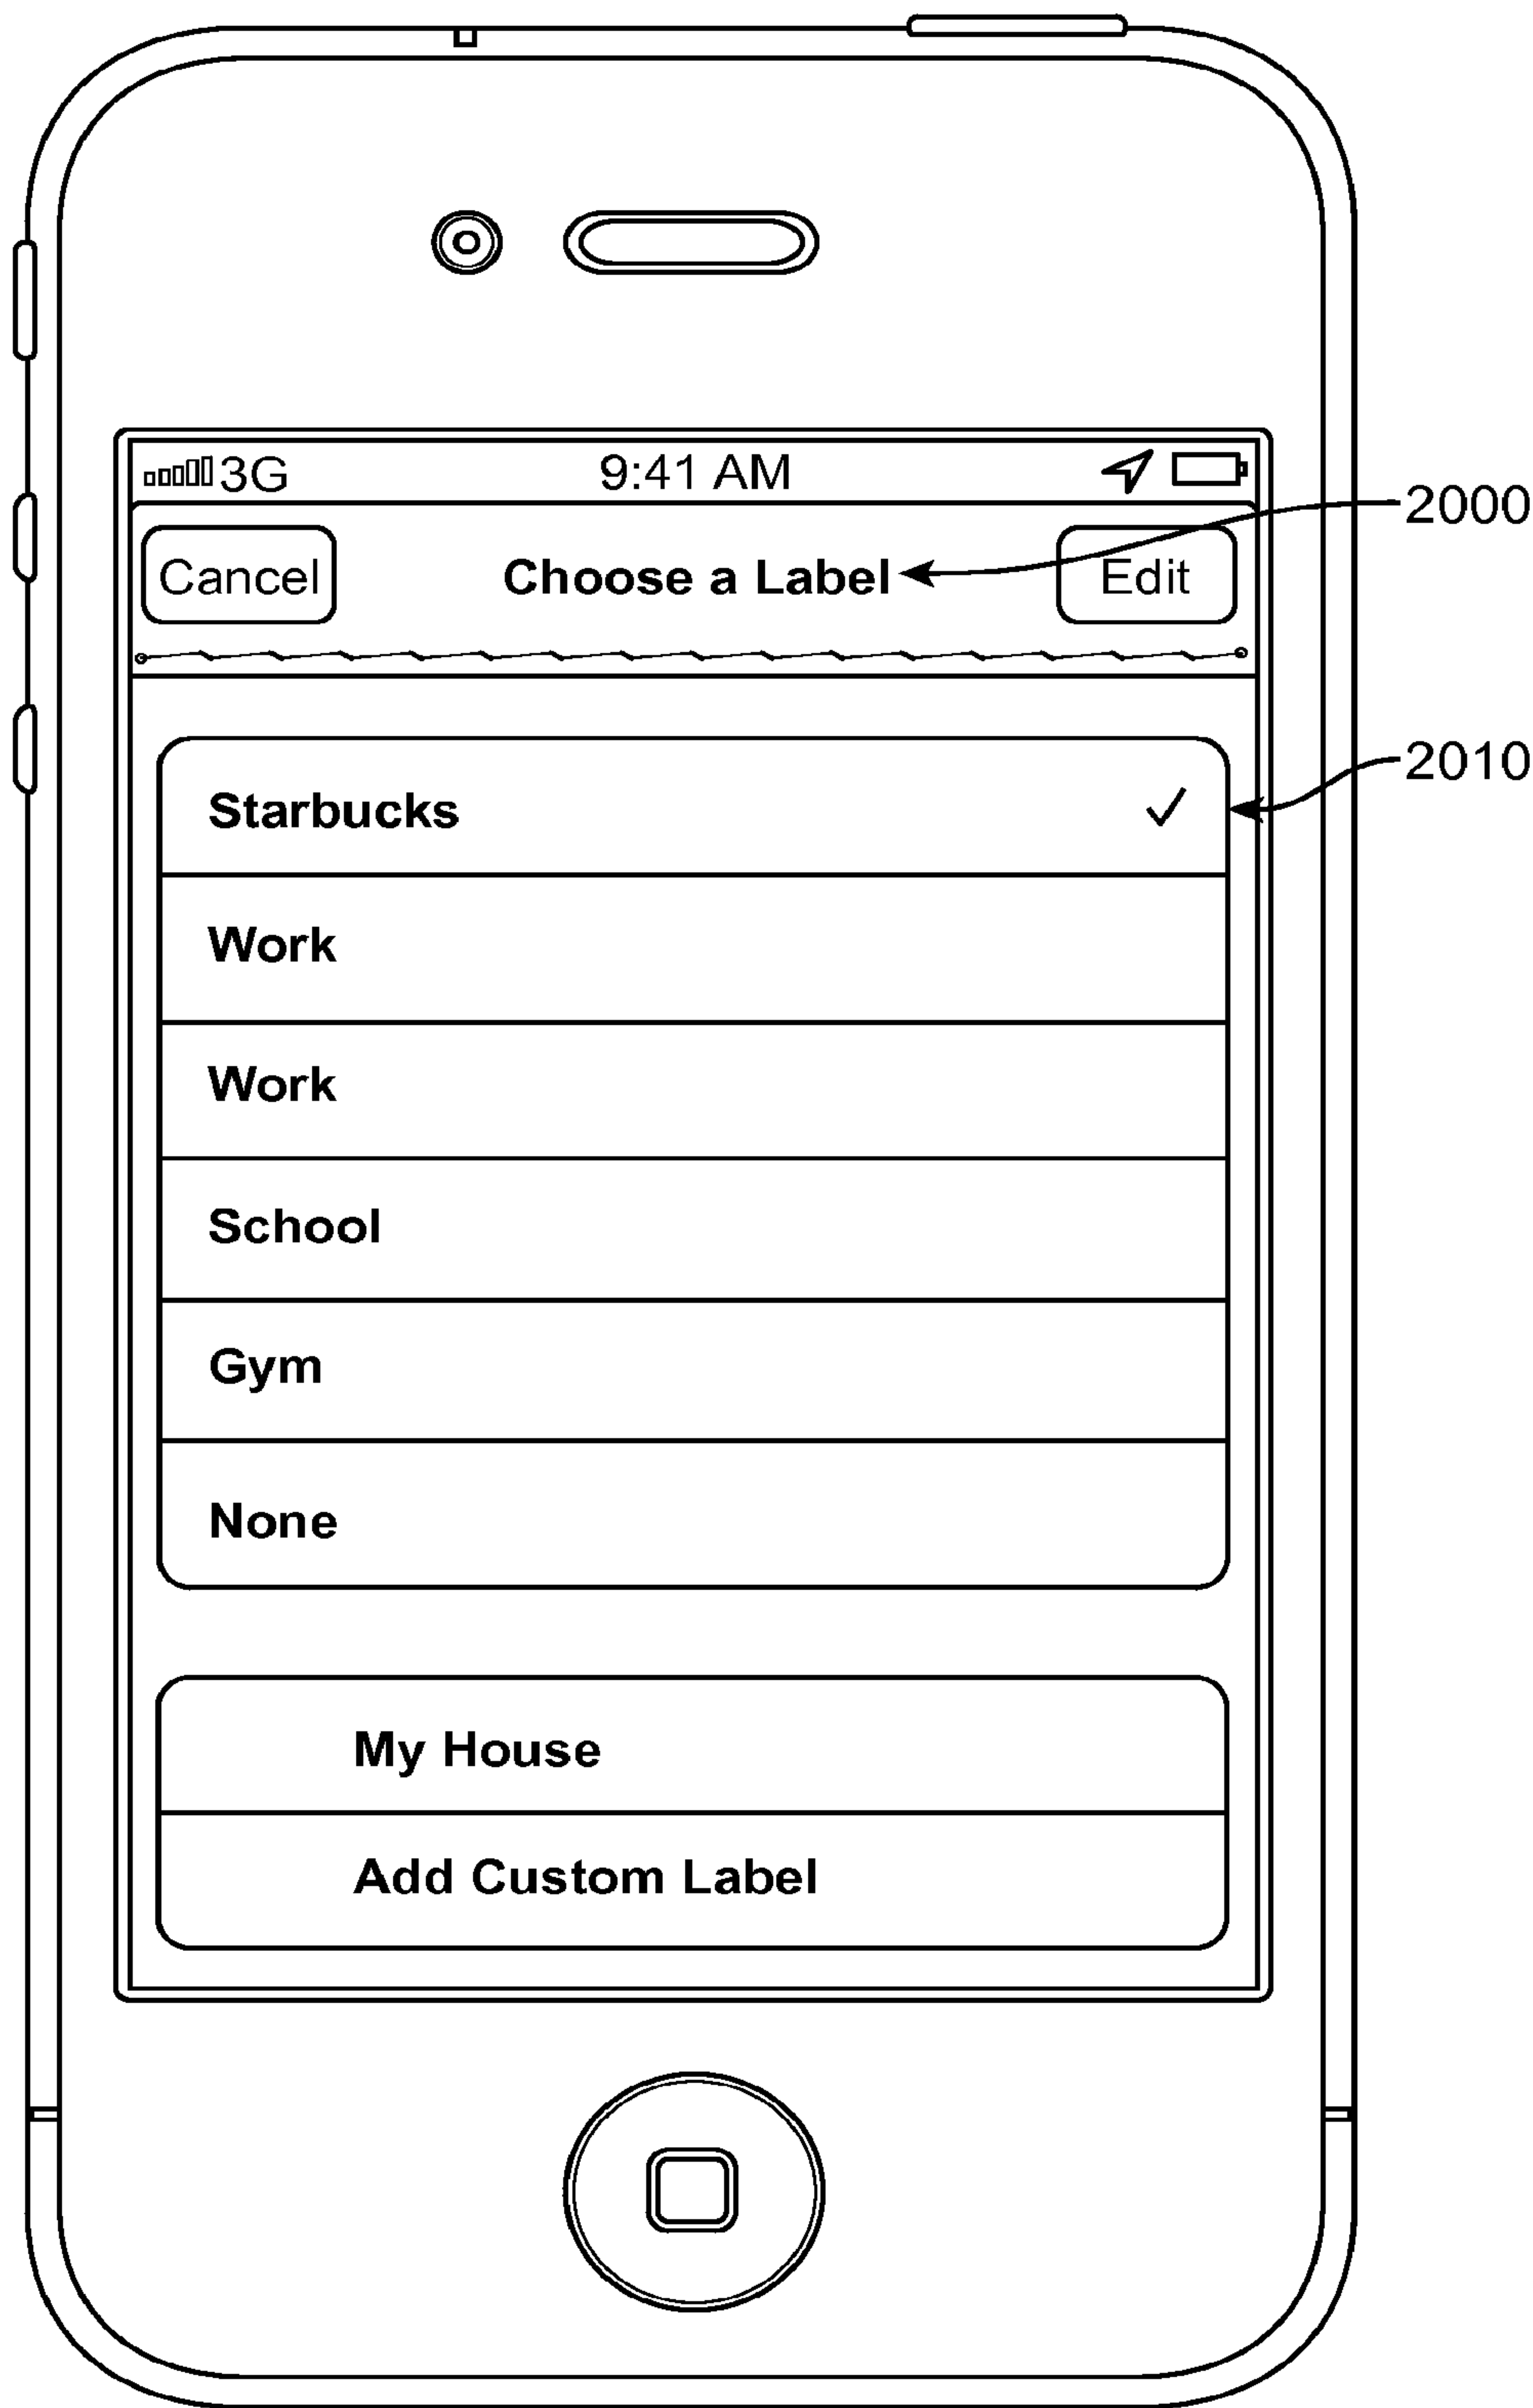 3G 9:41 AM
2000
Cancel Choose a Label Edit
2010
Starbucks
Work
Work
School
Gym
None
My House
Add Custom Label